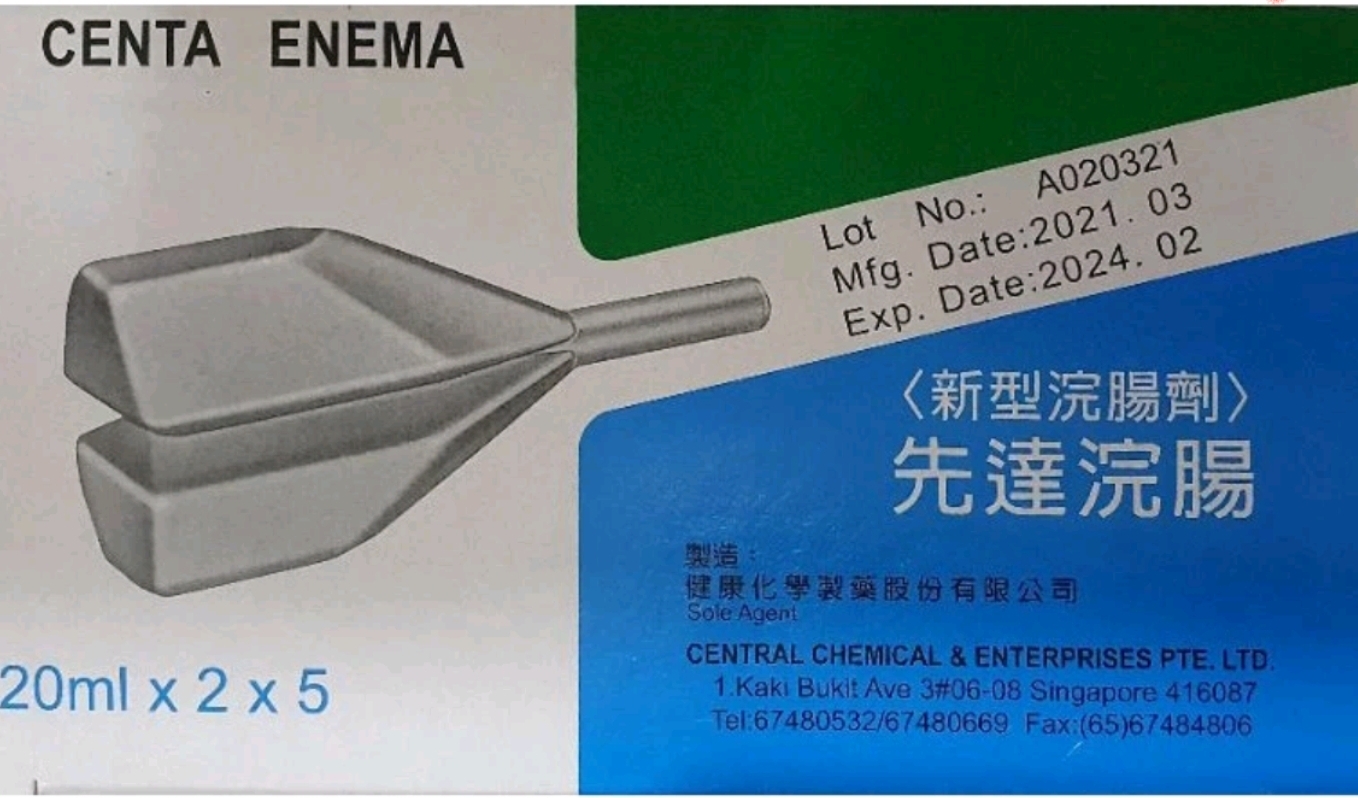 CENTA ENEMA
Lot No.: A020321
Mfg. Date:2021. 03
Exp. Date:2024. 02
〈新型浣腸劑〉
先達浣腸
製造：
健康化學製藥股份有限公司
Sole Agent
CENTRAL CHEMICAL & ENTERPRISES PTE. LTD.
1.Kaki Bukit Ave 3#06-08 Singapore 416087
Tel:67480532/67480669 Fax:(65)67484806
20ml x 2 x 5